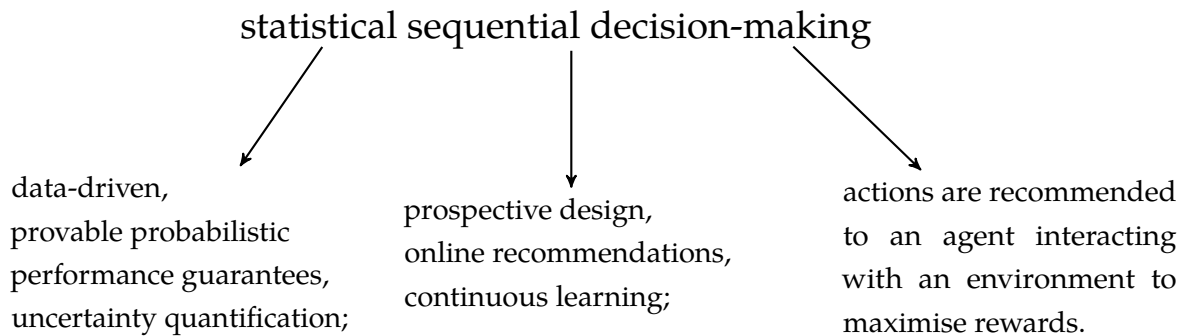 statistical sequential decision-making
data-driven,
provable probabilistic
performance guarantees,
uncertainty quantification;
prospective design,
online recommendations,
continuous learning;
actions are recommended
to an agent interacting
with an environment to
maximise rewards.